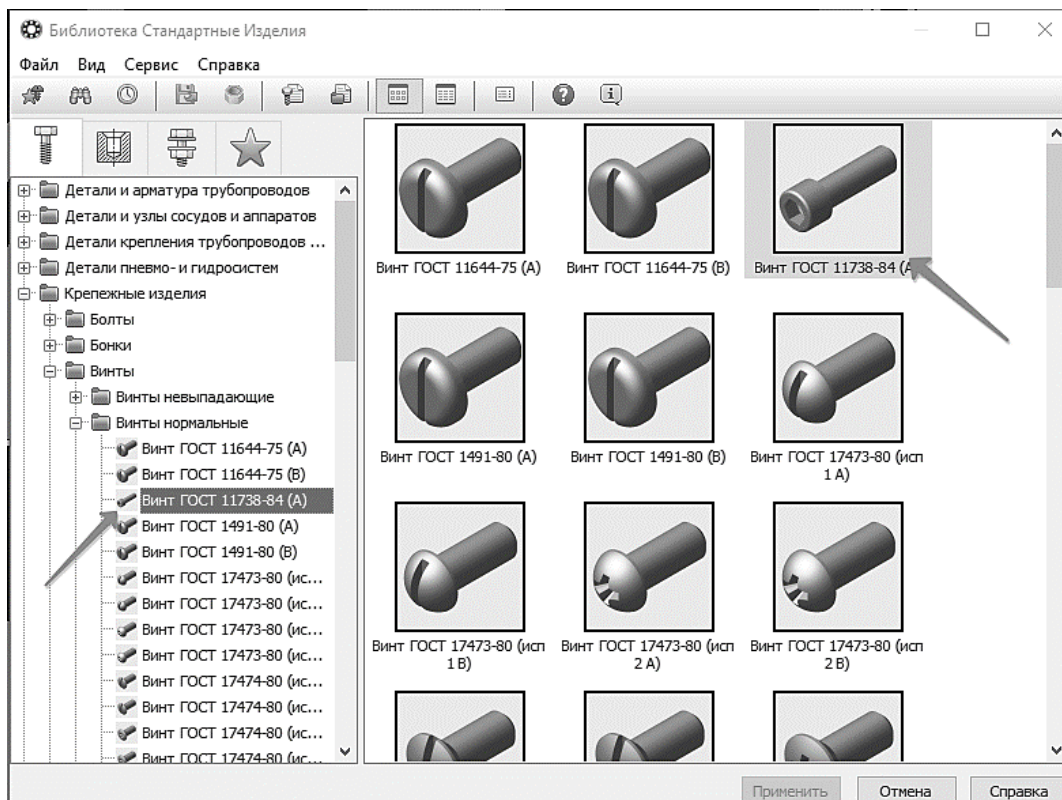 Библиотека Стандартные Изделия
Файл Вид Сервис Справка
Детали и арматура трубопроводов
Детали и узлы сосудов и аппаратов
Детали крепления трубопроводов ...
Детали пневмо- и гидросистем
Крепежные изделия
Болты
Бонки
Винты
Винты невыпадающие
Винты нормальные
Винт ГОСТ 11644-75 (A)
Винт ГОСТ 11644-75 (B)
Винт ГОСТ 11738-84 (A)
Винт ГОСТ 1491-80 (A)
Винт ГОСТ 1491-80 (B)
Винт ГОСТ 17473-80 (ис...
Винт ГОСТ 17473-80 (ис...
Винт ГОСТ 17473-80 (ис...
Винт ГОСТ 17473-80 (ис...
Винт ГОСТ 17474-80 (ис...
Винт ГОСТ 17474-80 (ис...
Винт ГОСТ 17474-80 (ис...
Винт ГОСТ 17474-80 (ис...
Винт ГОСТ 11644-75 (A)
Винт ГОСТ 11644-75 (B)
Винт ГОСТ 11738-84 (A
Винт ГОСТ 1491-80 (A)
Винт ГОСТ 1491-80 (B)
Винт ГОСТ 17473-80 (исп
1 A)
Винт ГОСТ 17473-80 (исп
1 B)
Винт ГОСТ 17473-80 (исп
2 A)
Винт ГОСТ 17473-80 (исп
2 B)
Применить Отмена Справка